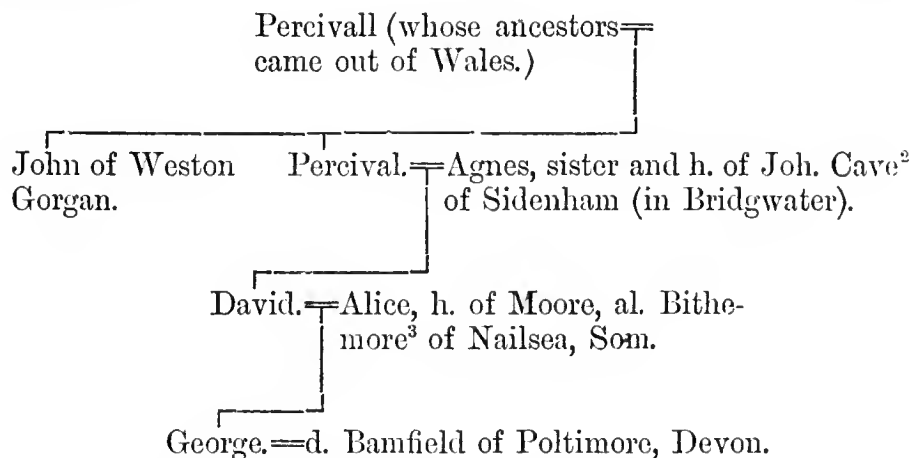 Percivall (whose ancestors
came out of Wales.)
John of Weston
Gorgan.
Percival. Agnes, sister and h. of Joh. Cave²
of Sidenham (in Bridgwater).
David. Alice, h. of Moore, al. Bithe-
more³ of Nailsea, Som.
George. d. Bamfield of Poltimore, Devon.